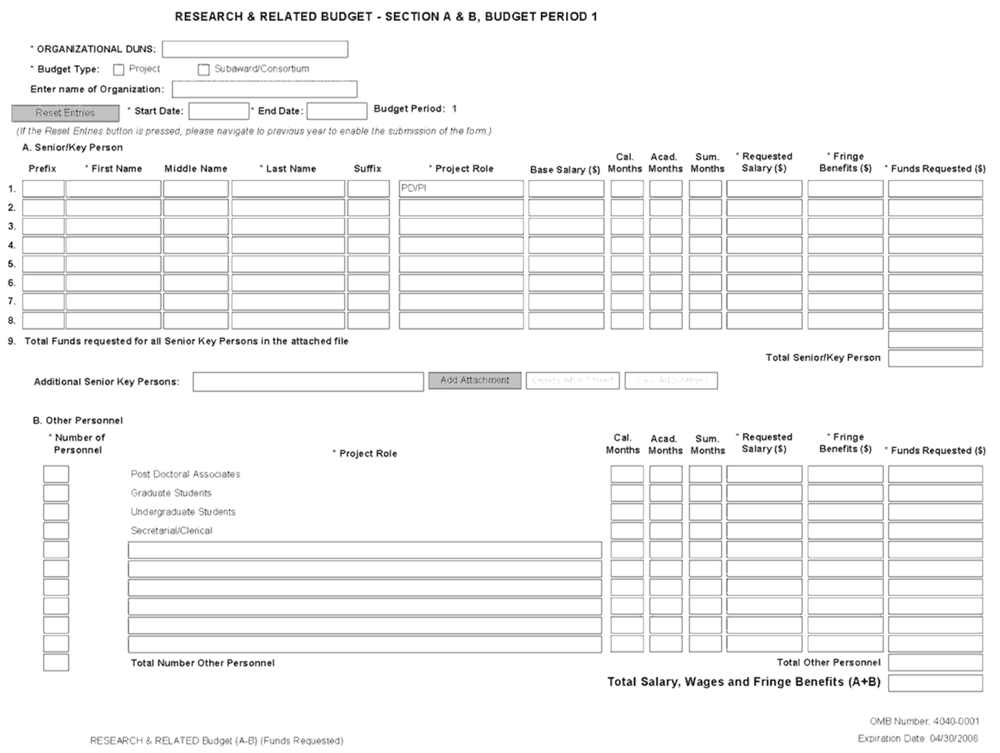 RESEARCH & RELATED BUDGET - SECTION A & B, BUDGET PERIOD 1
* ORGANIZATIONAL DUNS:
* Budget Type: Project Subaward/Consortium
Enter name of Organization:
Reset Entries * Start Date: * End Date: Budget Period: 1
(If the Reset Entries button is pressed, please navigate to previous year to enable the submission of the form.)
A. Senior/Key Person
Prefix * First Name Middle Name * Last Name Suffix * Project Role Base Salary ($) Cal. Months Acad. Months Sum. Months * Requested Salary ($) * Fringe Benefits ($) * Funds Requested ($)
1. PD/PI
2.
3.
4.
5.
6.
7.
8.
9. Total Funds requested for all Senior Key Persons in the attached file
Total Senior/Key Person
Additional Senior Key Persons: Add Attachment Delete Attachment View Attachment
B. Other Personnel
* Number of Personnel * Project Role Cal. Months Acad. Months Sum. Months * Requested Salary ($) * Fringe Benefits ($) * Funds Requested ($)
Post Doctoral Associates
Graduate Students
Undergraduate Students
Secretarial/Clerical
Total Number Other Personnel Total Other Personnel
Total Salary, Wages and Fringe Benefits (A+B)
OMB Number: 4040-0001
RESEARCH & RELATED Budget {A-B} (Funds Requested)
Expiration Date: 04/30/2008